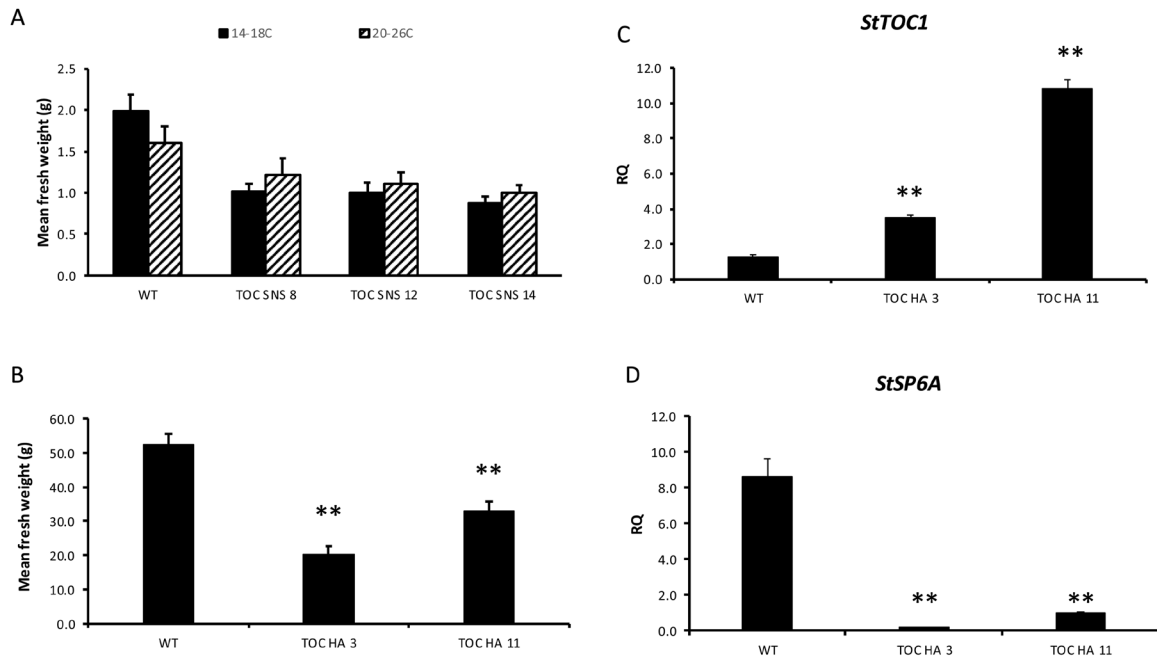 A
14-18C 20-26C
Mean fresh weight (g)
2.5
2.0
1.5
1.0
0.5
0.0
WT TOC SNS 8 TOC SNS 12 TOC SNS 14
B
Mean fresh weight (g)
60.0
50.0
40.0
30.0
20.0
10.0
0.0
**
**
WT TOC HA 3 TOC HA 11
C
StTOC1
RQ
12.0
10.0
8.0
6.0
4.0
2.0
0.0
**
**
WT TOC HA 3 TOC HA 11
D
StSP6A
RQ
12.0
10.0
8.0
6.0
4.0
2.0
0.0
**
**
WT TOC HA 3 TOC HA 11